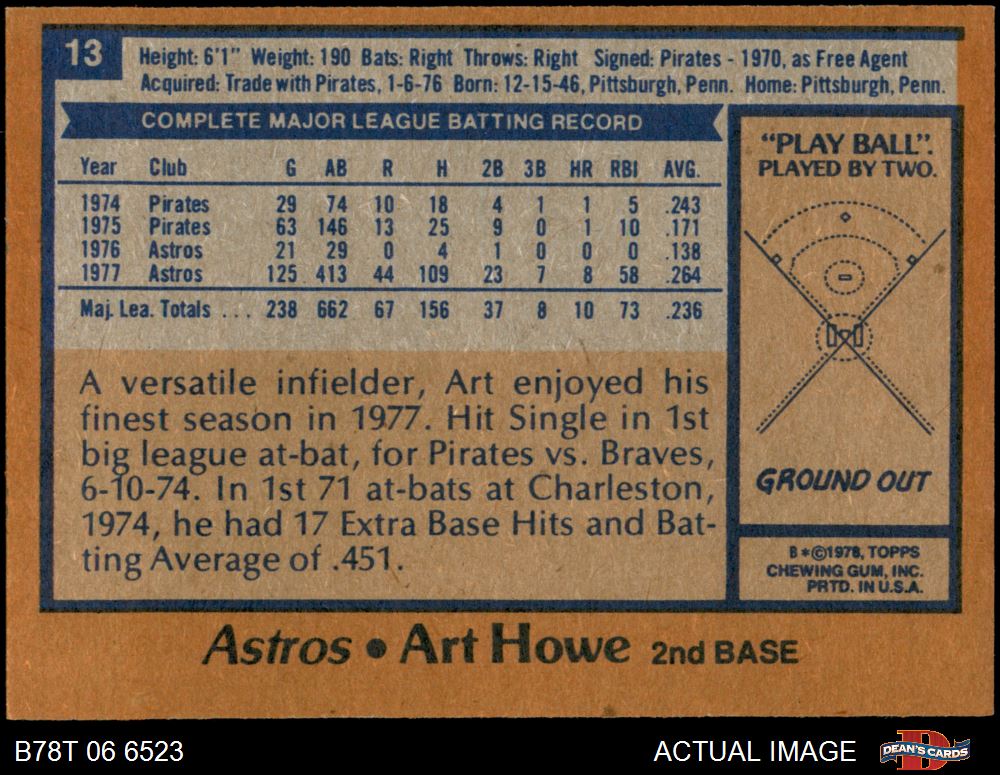 13
Height: 6'1" Weight: 190 Bats: Right Throws: Right Signed: Pirates - 1970, as Free Agent
Acquired: Trade with Pirates, 1-6-76 Born: 12-15-46, Pittsburgh, Penn. Home: Pittsburgh, Penn.
COMPLETE MAJOR LEAGUE BATTING RECORD
Year Club G AB R H 2B 3B HR RBI AVG.
1974 Pirates 29 74 10 18 4 1 1 5 .243
1975 Pirates 63 146 13 25 9 0 1 10 .171
1976 Astros 21 29 0 4 1 0 0 0 .138
1977 Astros 125 413 44 109 23 7 8 58 .264
Maj. Lea. Totals . . . 238 662 67 156 37 8 10 73 .236
A versatile infielder, Art enjoyed his
finest season in 1977. Hit Single in 1st
big league at-bat, for Pirates vs. Braves,
6-10-74. In 1st 71 at-bats at Charleston,
1974, he had 17 Extra Base Hits and Bat-
ting Average of .451.
"PLAY BALL".
PLAYED BY TWO.
GROUND OUT
B*©1978, TOPPS
CHEWING GUM, INC.
PRTD. IN U.S.A.
Astros • Art Howe 2nd BASE
B78T 06 6523
ACTUAL IMAGE
DEAN'S CARDS